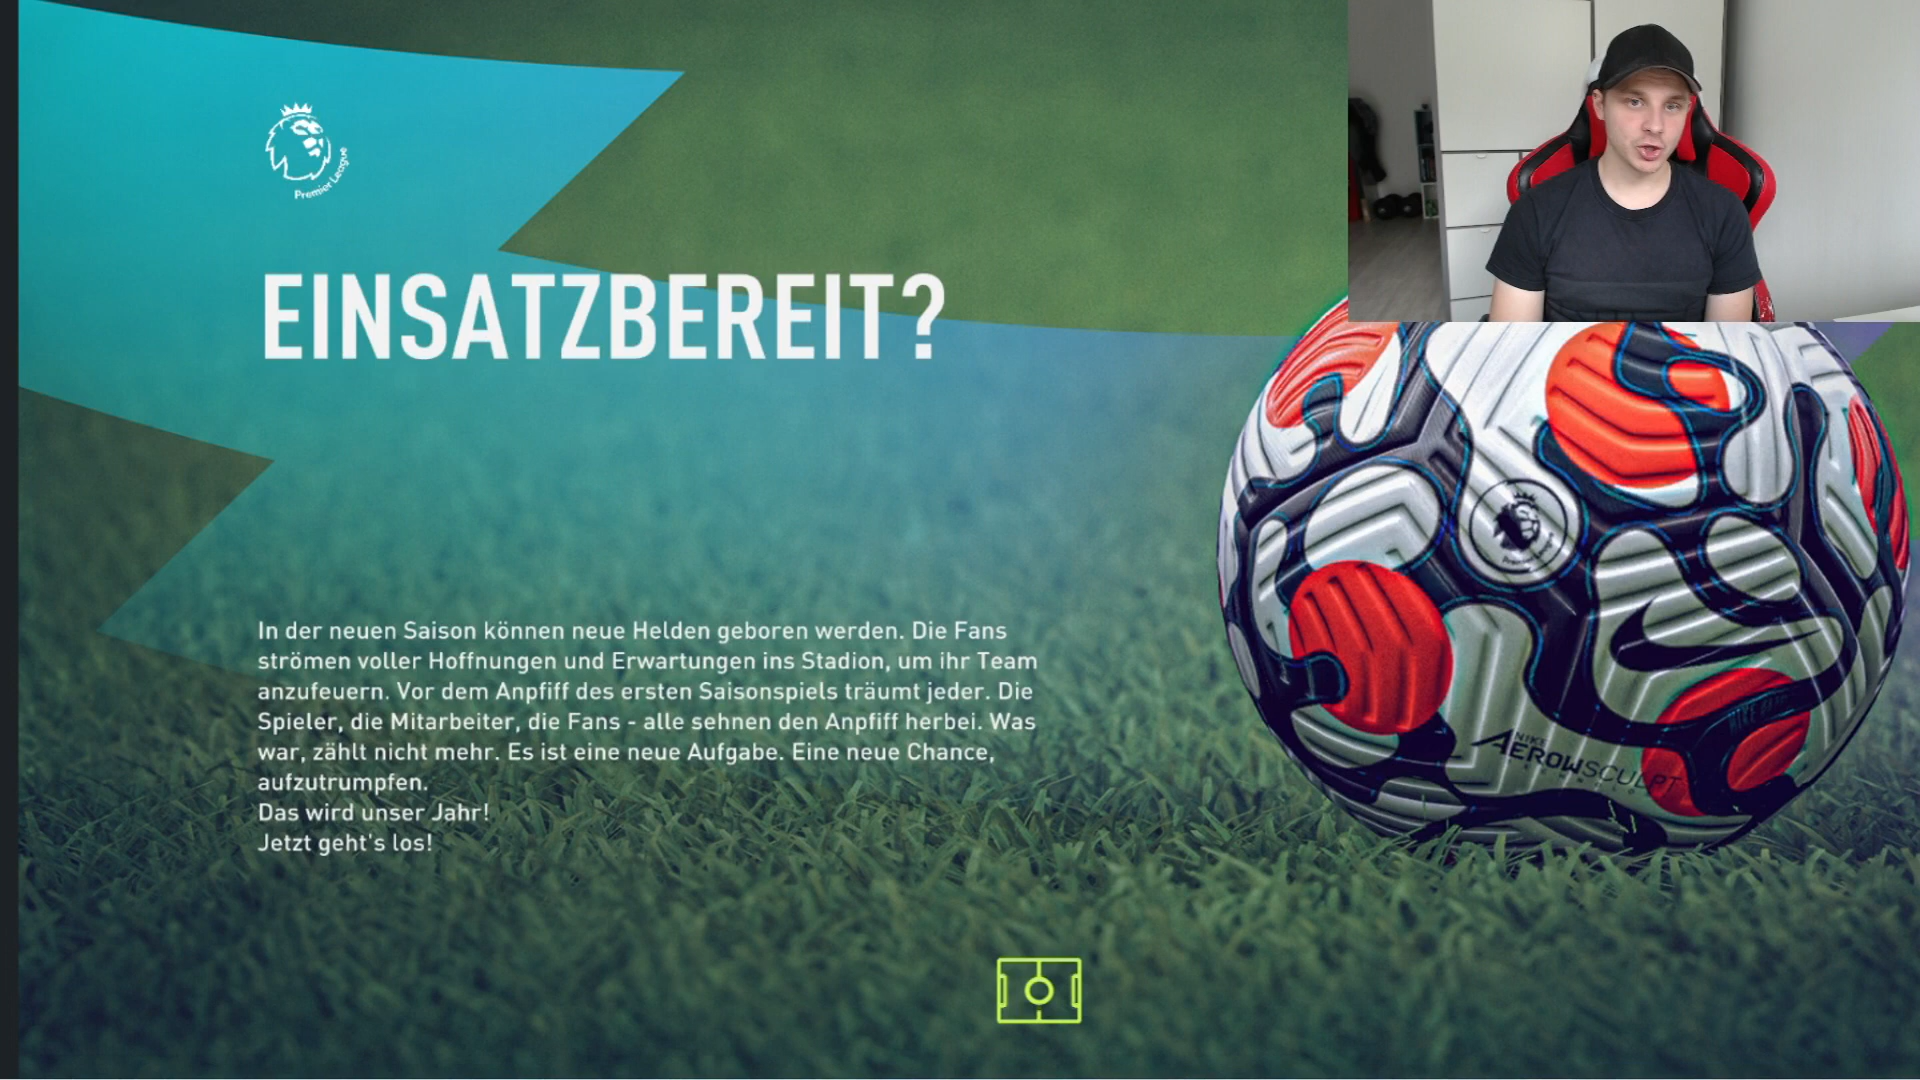 Premier League
EINSATZBEREIT?
In der neuen Saison können neue Helden geboren werden. Die Fans
strömen voller Hoffnungen und Erwartungen ins Stadion, um ihr Team
anzufeuern. Vor dem Anpfiff des ersten Saisonspiels träumt jeder. Die
Spieler, die Mitarbeiter, die Fans - alle sehnen den Anpfiff herbei. Was
war, zählt nicht mehr. Es ist eine neue Aufgabe. Eine neue Chance,
aufzutrumpfen.
Das wird unser Jahr!
Jetzt geht's los!
NIKE
AEROWSCULPT